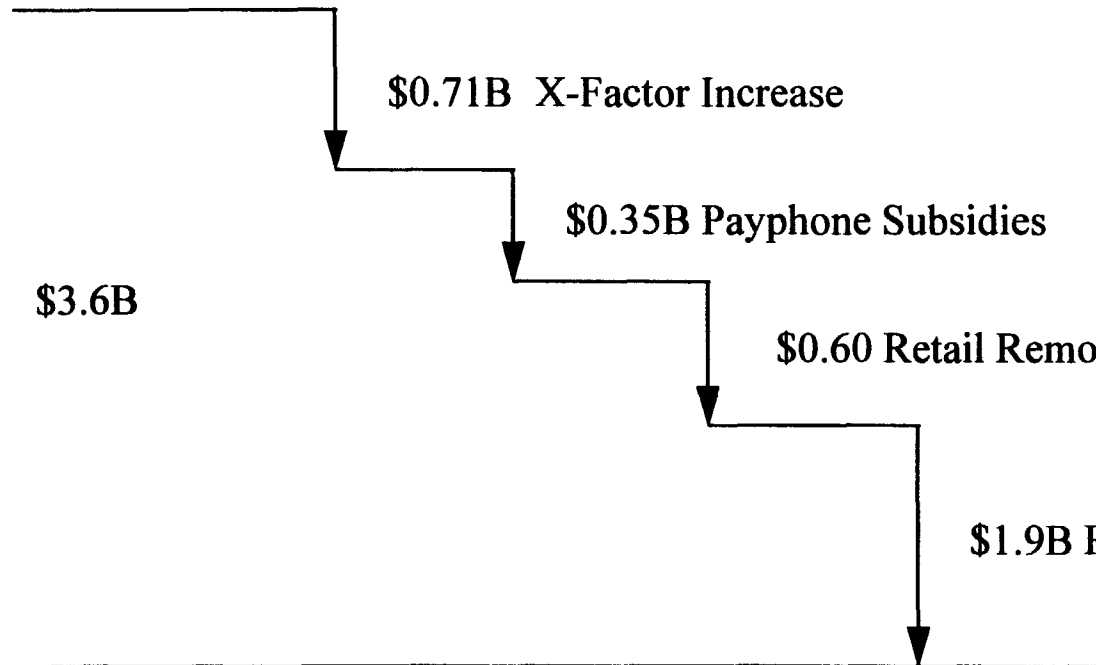 $0.71B X-Factor Increase
$0.35B Payphone Subsidies
$3.6B
$0.60 Retail Remo
$1.9B